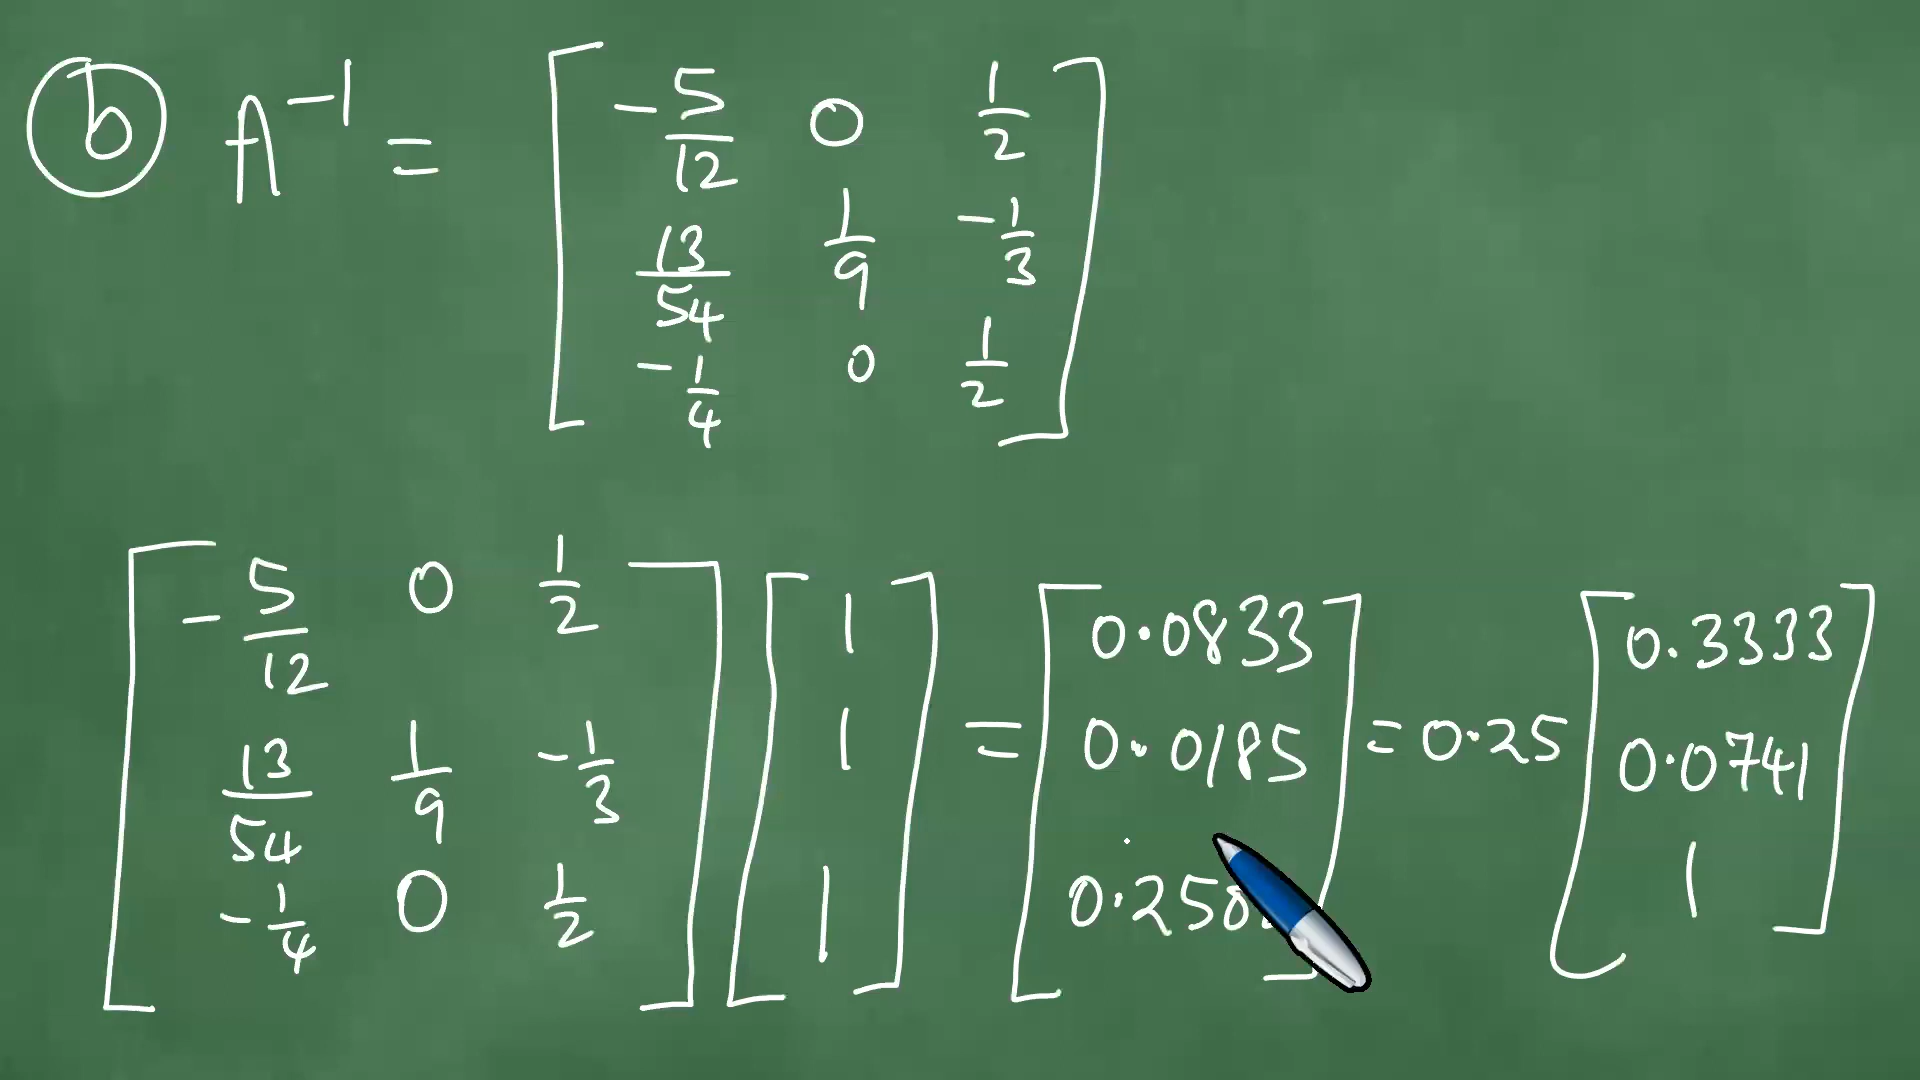 b A⁻¹ =
-5/12 0 1/2
13/54 1/9 -1/3
-1/4 0 1/2
-5/12 0 1/2
13/54 1/9 -1/3
-1/4 0 1/2
1
1
1
=
0.0833
0.0185
= 0.25
0.3333
0.0741
1